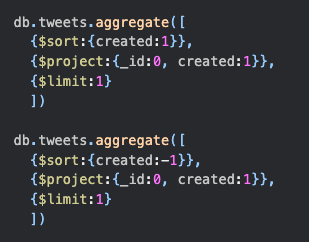 db.tweets.aggregate([
{$sort:{created:1}},
{$project:{_id:0, created:1}},
{$limit:1}
])
db.tweets.aggregate([
{$sort:{created:-1}},
{$project:{_id:0, created:1}},
{$limit:1}
])